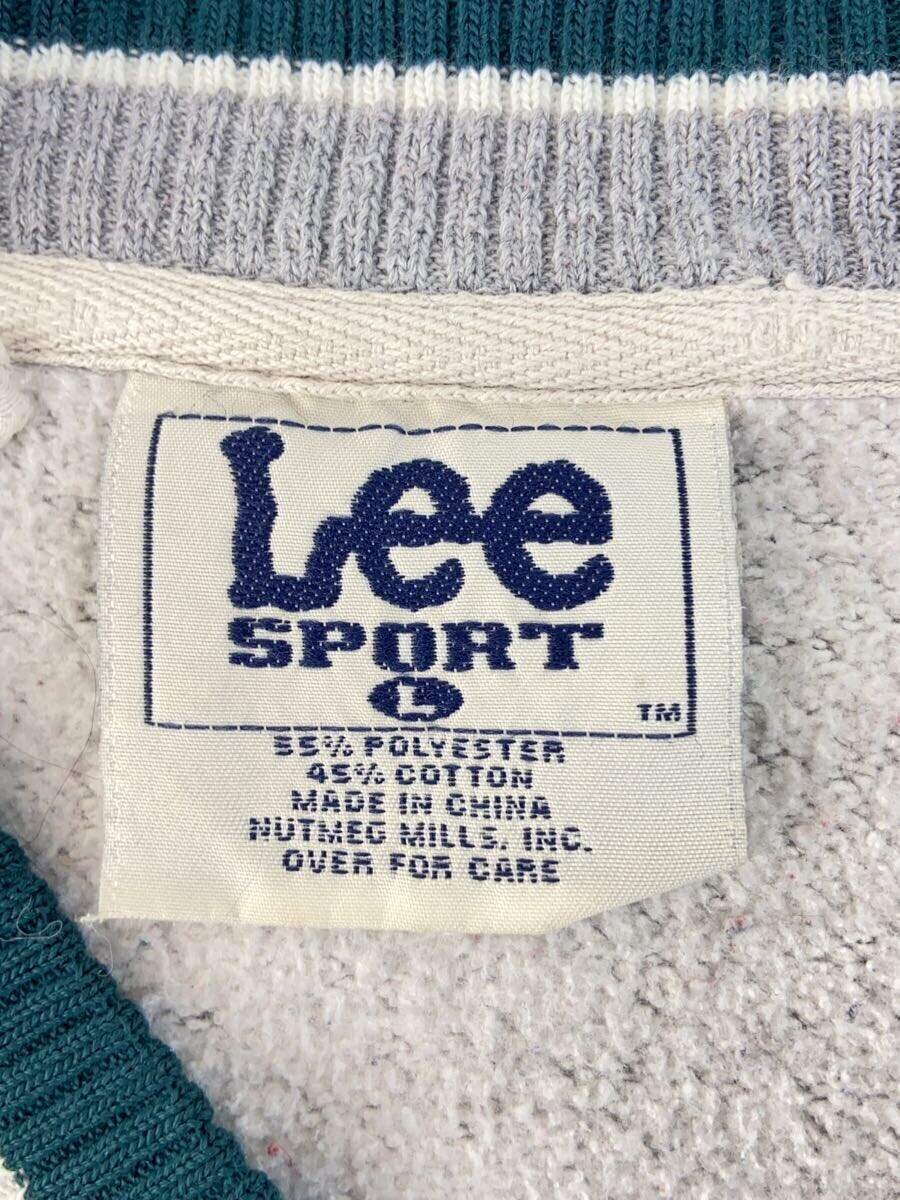 Lee
SPORT
L
TM
55% POLYESTER
45% COTTON
MADE IN CHINA
NUTMEG MILLS, INC.
OVER FOR CARE